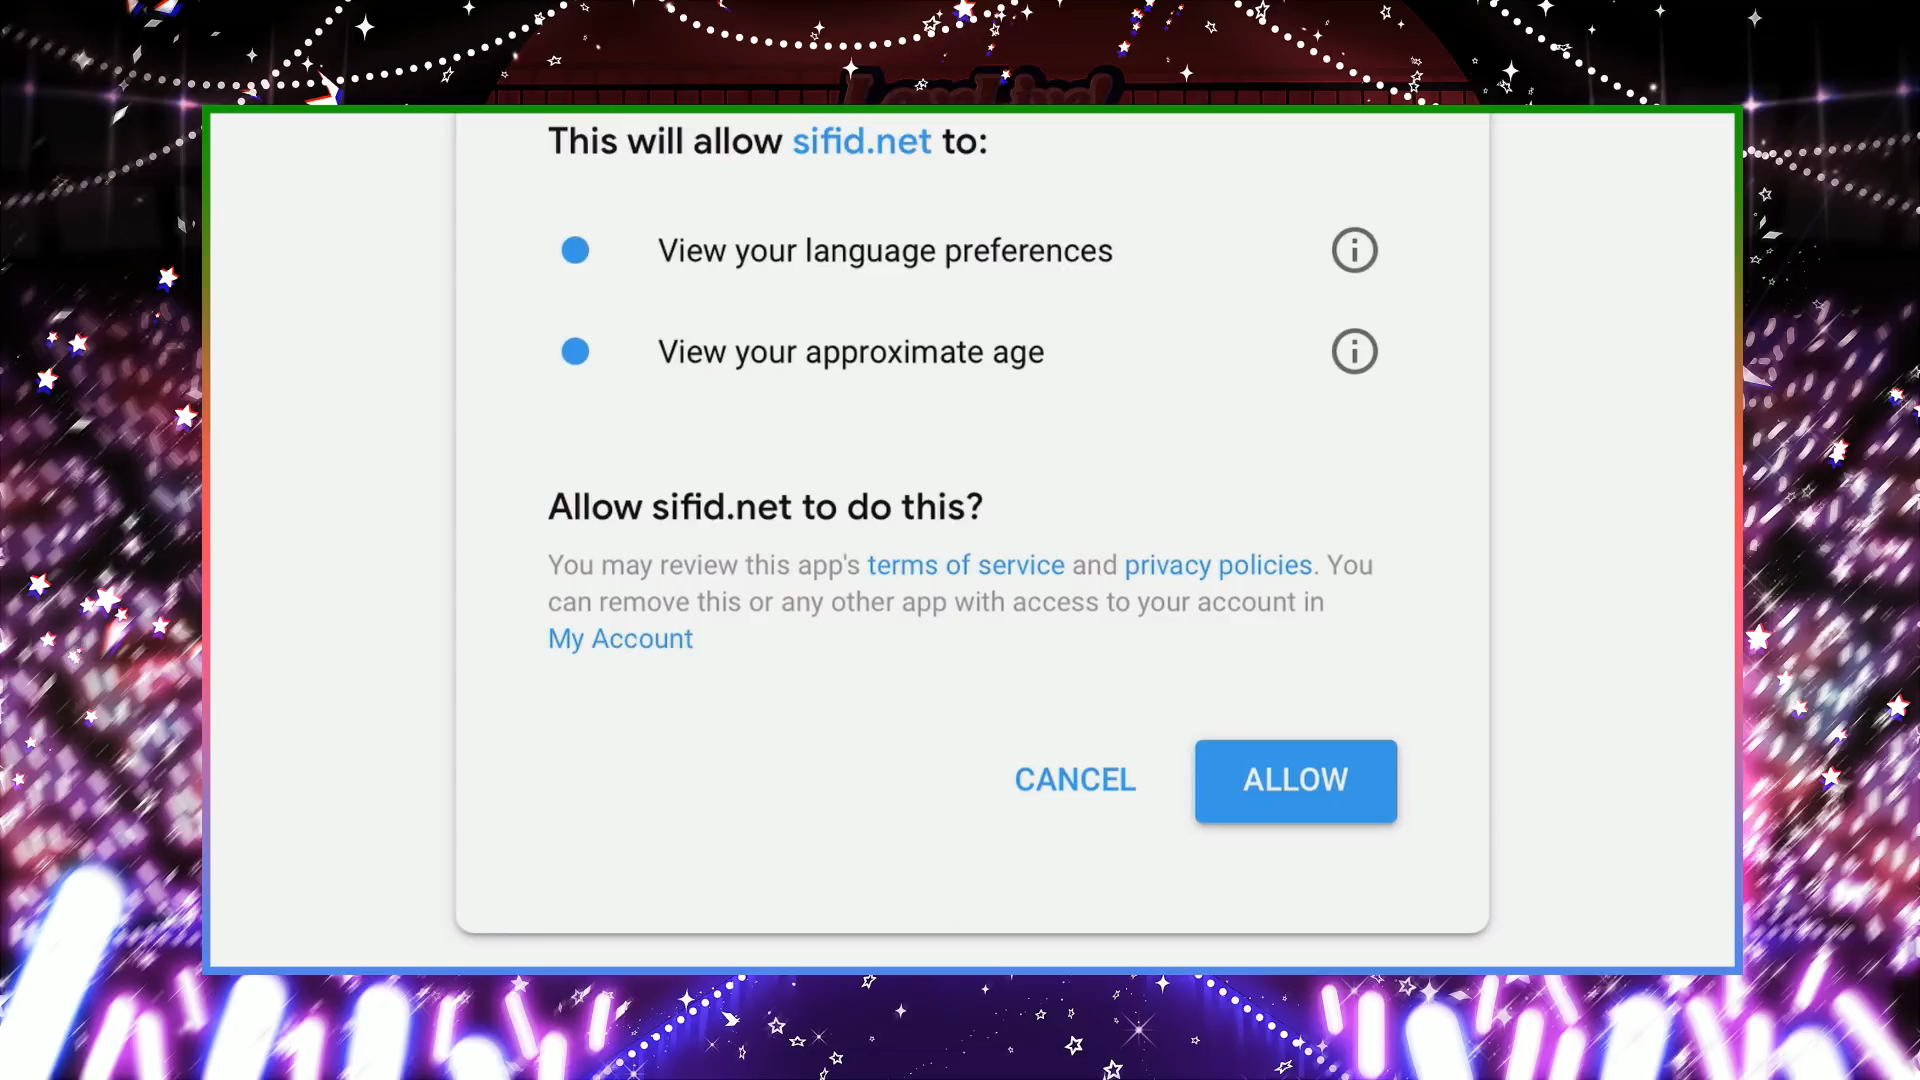 LoveLive!
This will allow sifid.net to:
View your language preferences
View your approximate age
Allow sifid.net to do this?
You may review this app's terms of service and privacy policies. You
can remove this or any other app with access to your account in
My Account
CANCEL ALLOW